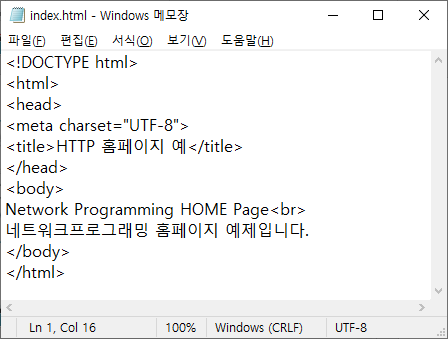 index.html - Windows 메모장
파일(F) 편집(E) 서식(O) 보기(V) 도움말(H)
<!DOCTYPE html>
<html>
<head>
<meta charset="UTF-8">
<title>HTTP 홈페이지 예</title>
</head>
<body>
Network Programming HOME Page<br>
네트워크프로그래밍 홈페이지 예제입니다.
</body>
</html>
Ln 1, Col 16 100% Windows (CRLF) UTF-8